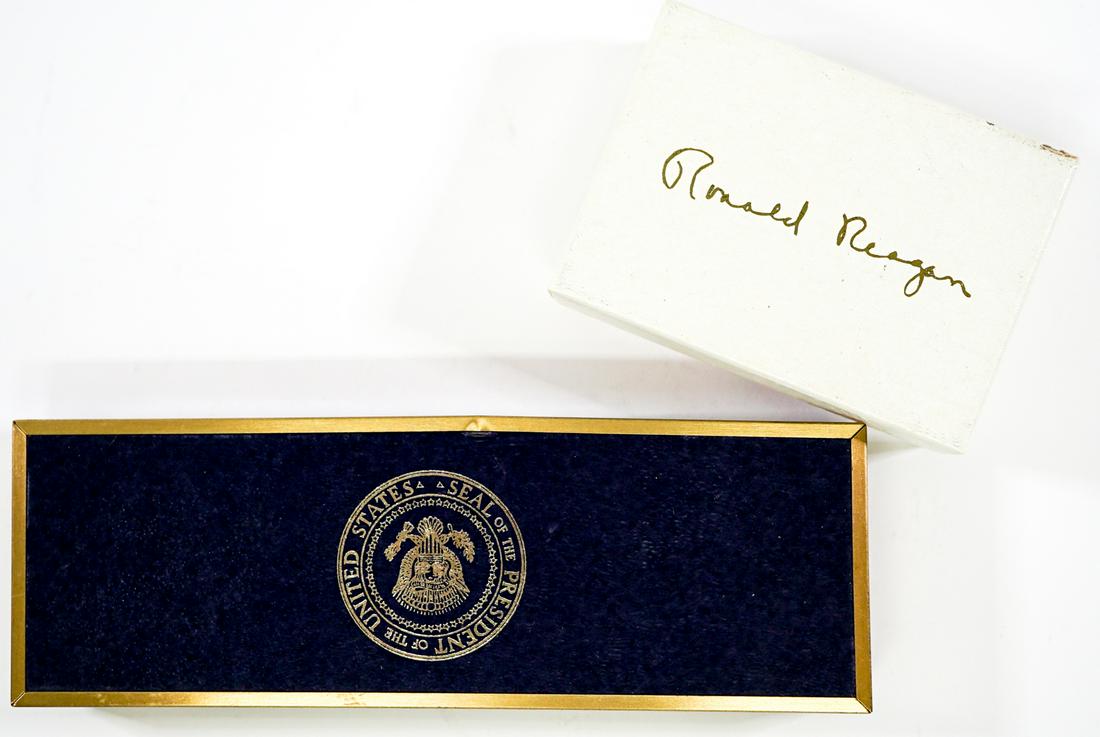 Ronald Reagan
SEAL OF THE PRESIDENT OF THE UNITED STATES